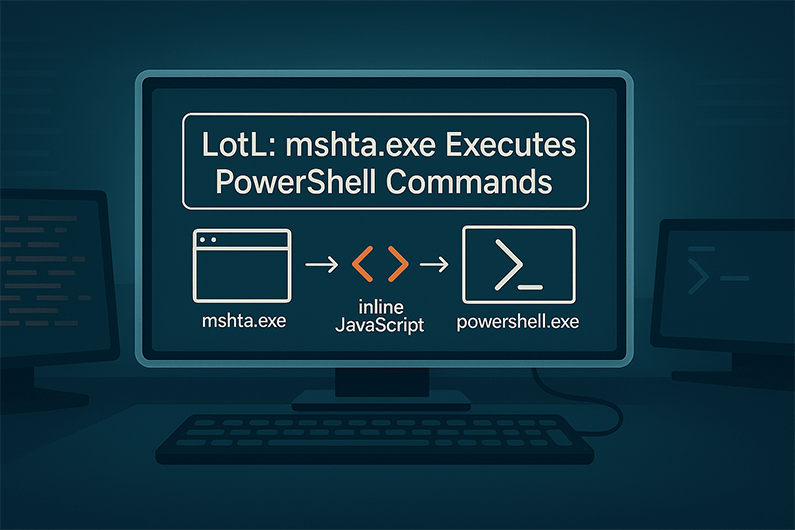 LotL: mshta.exe Executes
PowerShell Commands
mshta.exe
inline
JavaScript
powershell.exe